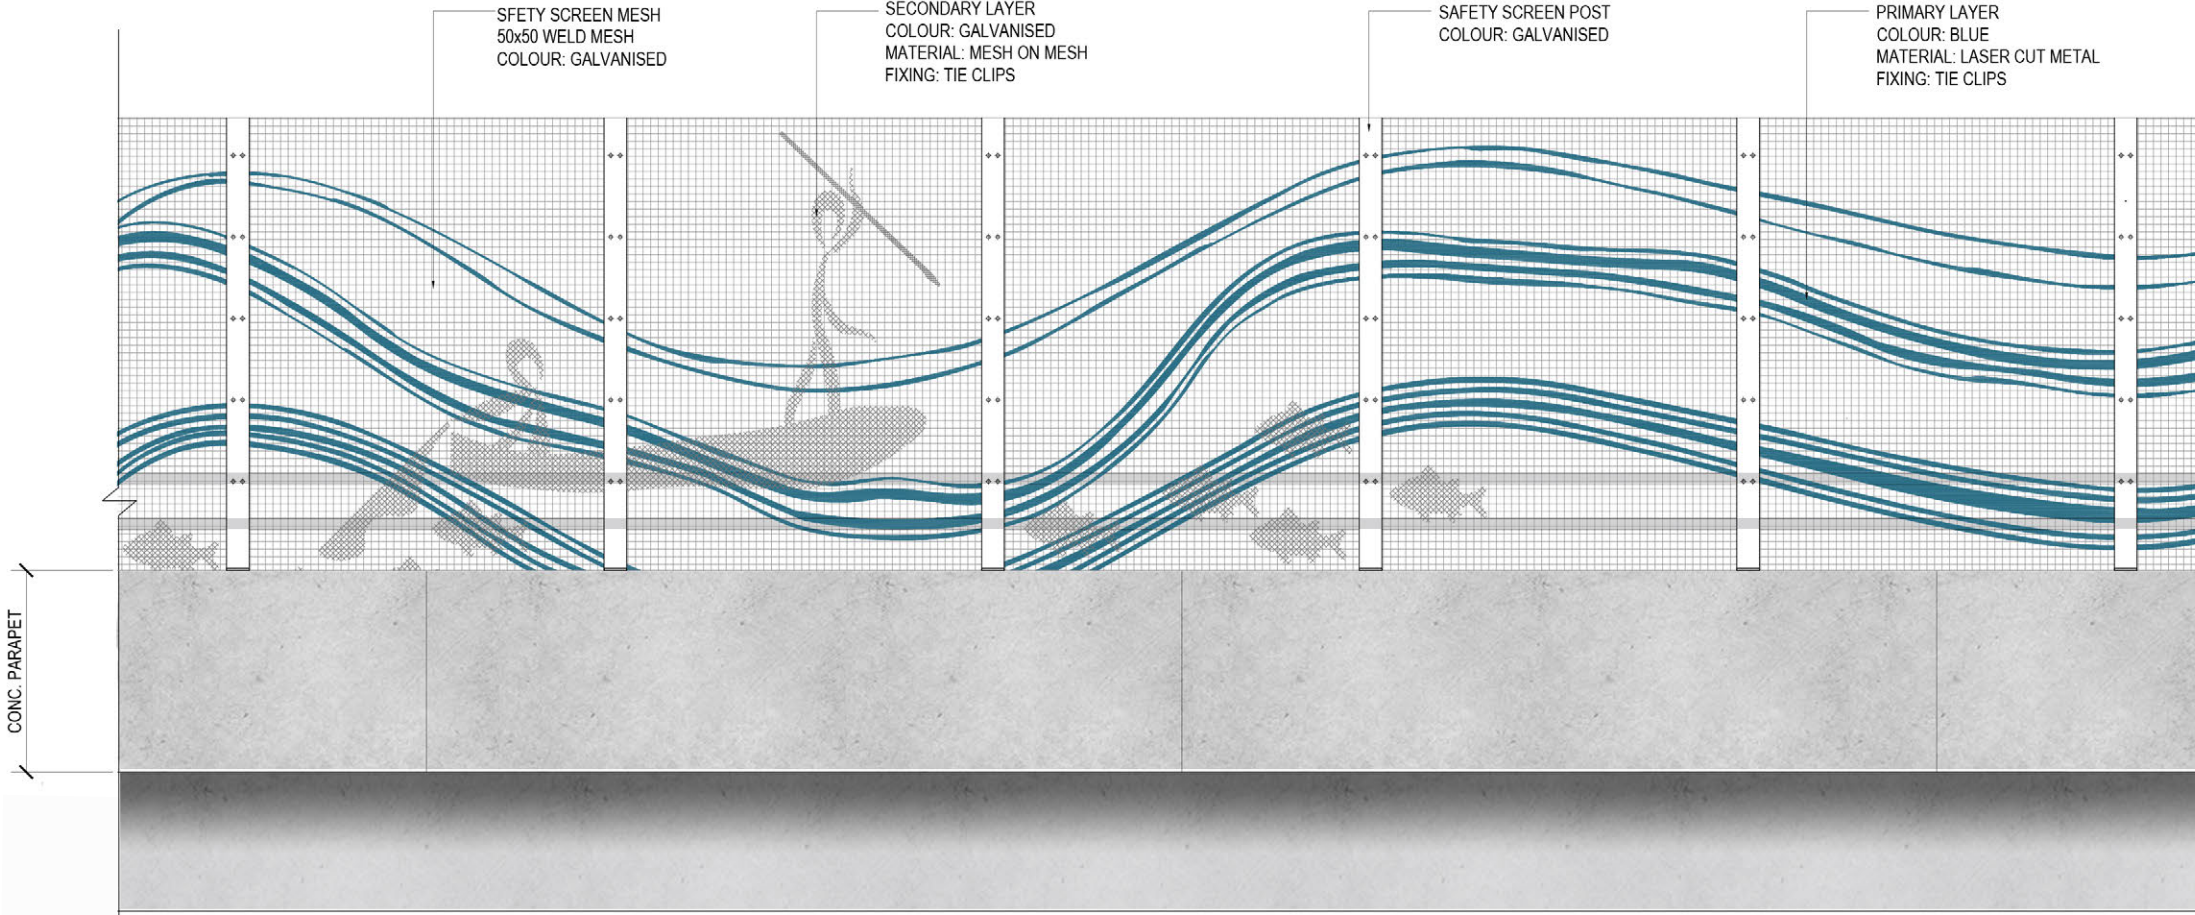 SFETY SCREEN MESH
50x50 WELD MESH
COLOUR: GALVANISED
SECONDARY LAYER
COLOUR: GALVANISED
MATERIAL: MESH ON MESH
FIXING: TIE CLIPS
SAFETY SCREEN POST
COLOUR: GALVANISED
PRIMARY LAYER
COLOUR: BLUE
MATERIAL: LASER CUT METAL
FIXING: TIE CLIPS
CONC. PARAPET